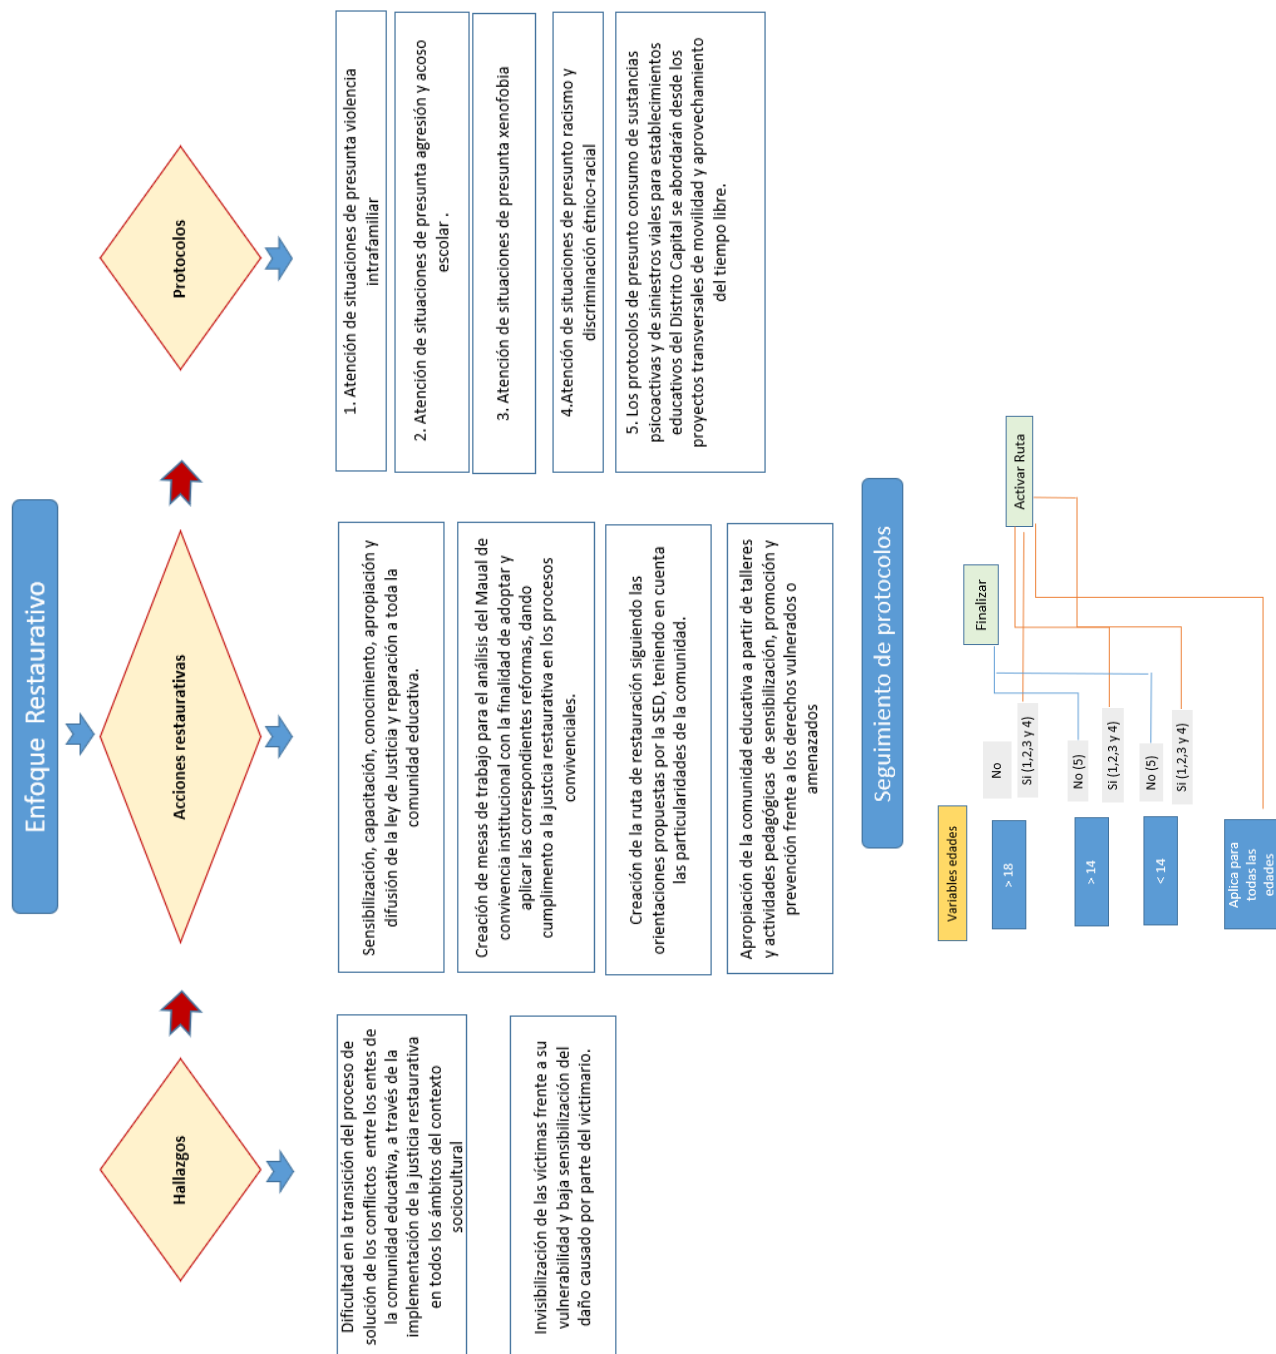 Enfoque Restaurativo
Hallazgos
Acciones restaurativas
Protocolos
Dificultad en la transición del proceso de
solución de los conflictos entre los entes de
la comunidad educativa, a través de la
implementación de la justicia restaurativa
en todos los ámbitos del contexto
sociocultural
Invisibilización de las víctimas frente a su
vulnerabilidad y baja sensibilización del
daño causado por parte del victimario.
Sensibilización, capacitación, conocimiento, apropiación y
difusión de la ley de Justicia y reparación a toda la
comunidad educativa.
Creación de mesas de trabajo para el análisis del Maual de
convivencia institucional con la finalidad de adoptar y
aplicar las correspondientes reformas, dando
cumplimento a la justicia restaurativa en los procesos
convivenciales.
Creación de la ruta de restauración siguiendo las
orientaciones propuestas por la SED, teniendo en cuenta
las particularidades de la comunidad.
Apropiación de la comunidad educativa a partir de talleres
y actividades pedagógicas de sensibilización, promoción y
prevención frente a los derechos vulnerados o
amenazados
1. Atención de situaciones de presunta violencia
intrafamiliar
2. Atención de situaciones de presunta agresión y acoso
escolar .
3. Atención de situaciones de presunta xenofobia
4.Atención de situaciones de presunto racismo y
discriminación étnico-racial
5. Los protocolos de presunto consumo de sustancias
psicoactivas y de siniestros viales para establecimientos
educativos del Distrito Capital se abordarán desde los
proyectos transversales de movilidad y aprovechamiento
del tiempo libre.
Seguimiento de protocolos
Variables edades
Finalizar
Activar Ruta
> 18
No
Si (1,2,3 y 4)
> 14
No (5)
Si (1,2,3 y 4)
< 14
No (5)
Si (1,2,3 y 4)
Aplica para
todas las
edades